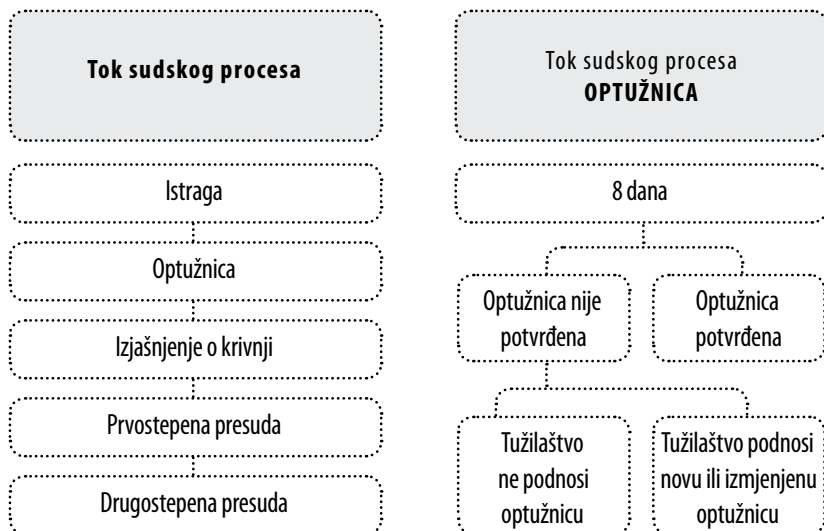 Tok sudskog procesa
Istraga
Optužnica
Izjašnjenje o krivnji
Prvostepena presuda
Drugostepena presuda
Tok sudskog procesa
OPTUŽNICA
8 dana
Optužnica nije
potvrđena
Optužnica
potvrđena
Tužilaštvo
ne podnosi
optužnicu
Tužilaštvo podnosi
novu ili izmjenjenu
optužnicu